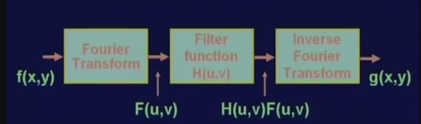 Fourier
Transform
Filter
function
H(u,v)
Inverse
Fourier
Transform
f(x,y)
g(x,y)
F(u,v)
H(u,v)F(u,v)